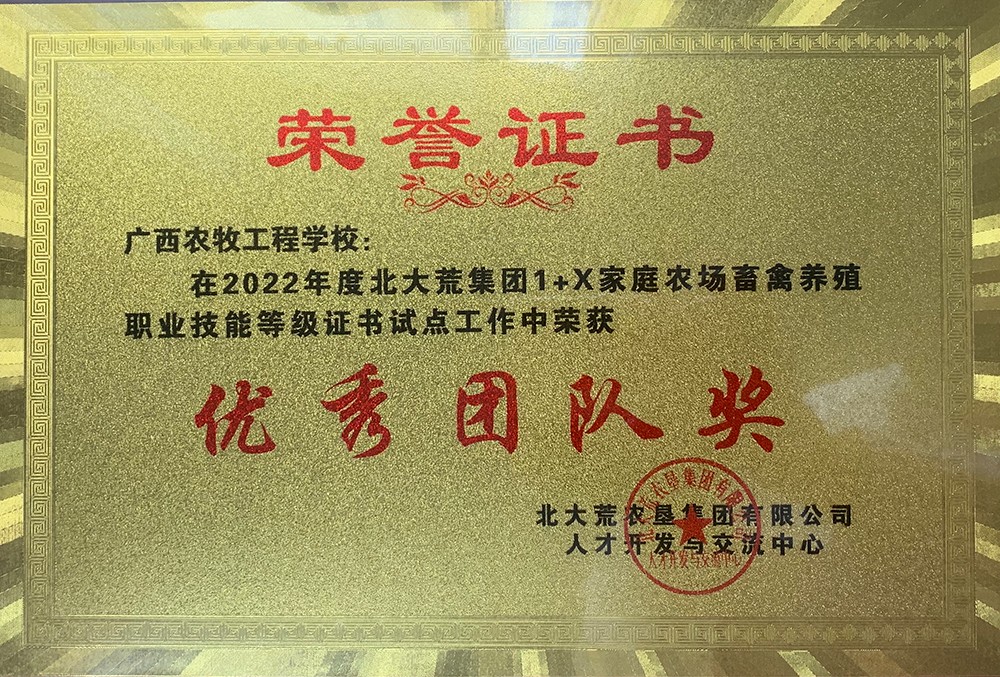 荣誉证书
广西农牧工程学校：
在2022年度北大荒集团1+X家庭农场畜禽养殖
职业技能等级证书试点工作中荣获
优秀团队奖
北大荒农垦集团有限公司
人才开发与交流中心